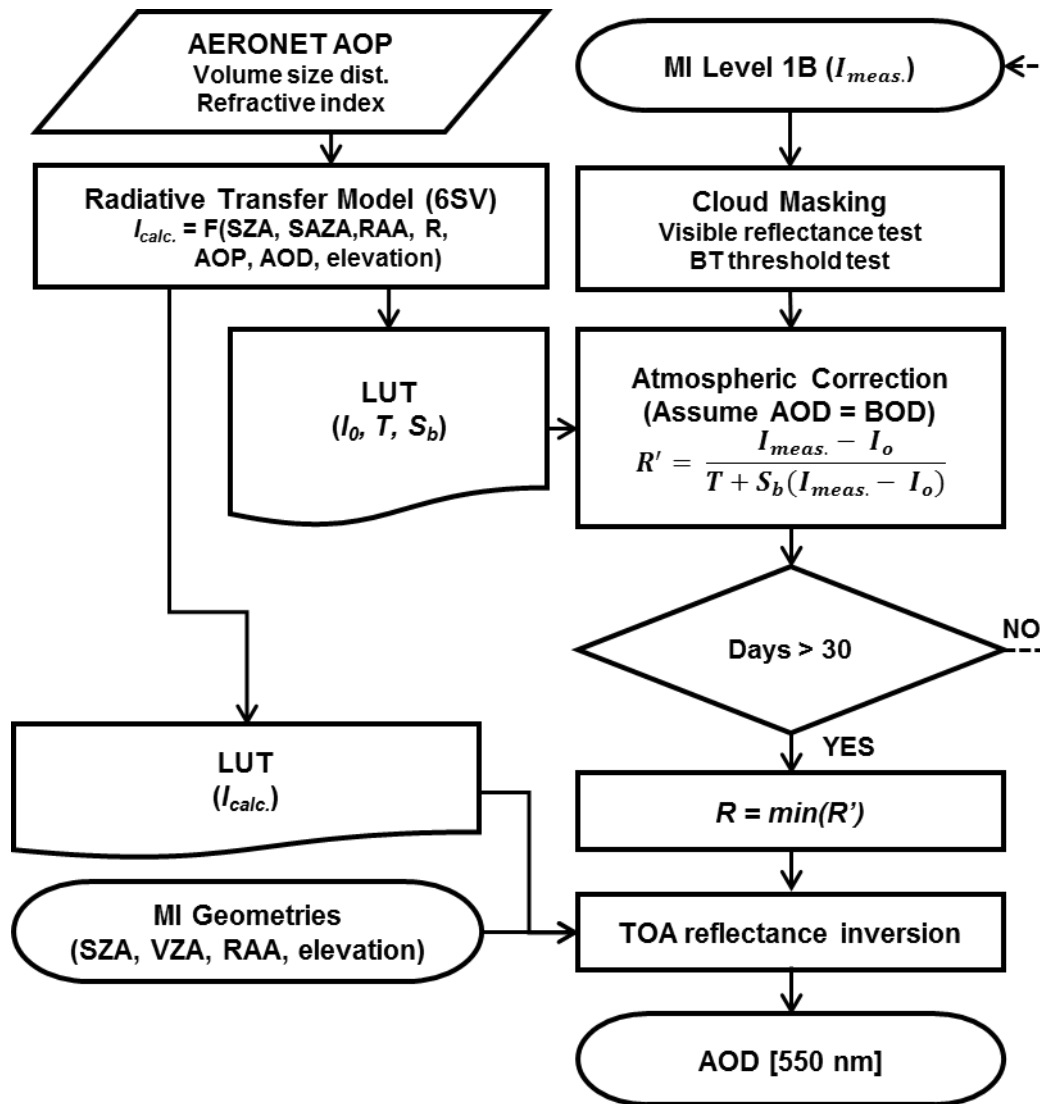 AERONET AOP
Volume size dist.
Refractive index
MI Level 1B (I_meas.)
Radiative Transfer Model (6SV)
I_calc. = F(SZA, SAZA,RAA, R,
AOP, AOD, elevation)
Cloud Masking
Visible reflectance test
BT threshold test
LUT
(I_0, T, S_b)
Atmospheric Correction
(Assume AOD = BOD)
R' = (I_meas. - I_o) / (T + S_b(I_meas. - I_o))
Days > 30
NO
YES
LUT
(I_calc.)
R = min(R')
MI Geometries
(SZA, VZA, RAA, elevation)
TOA reflectance inversion
AOD [550 nm]